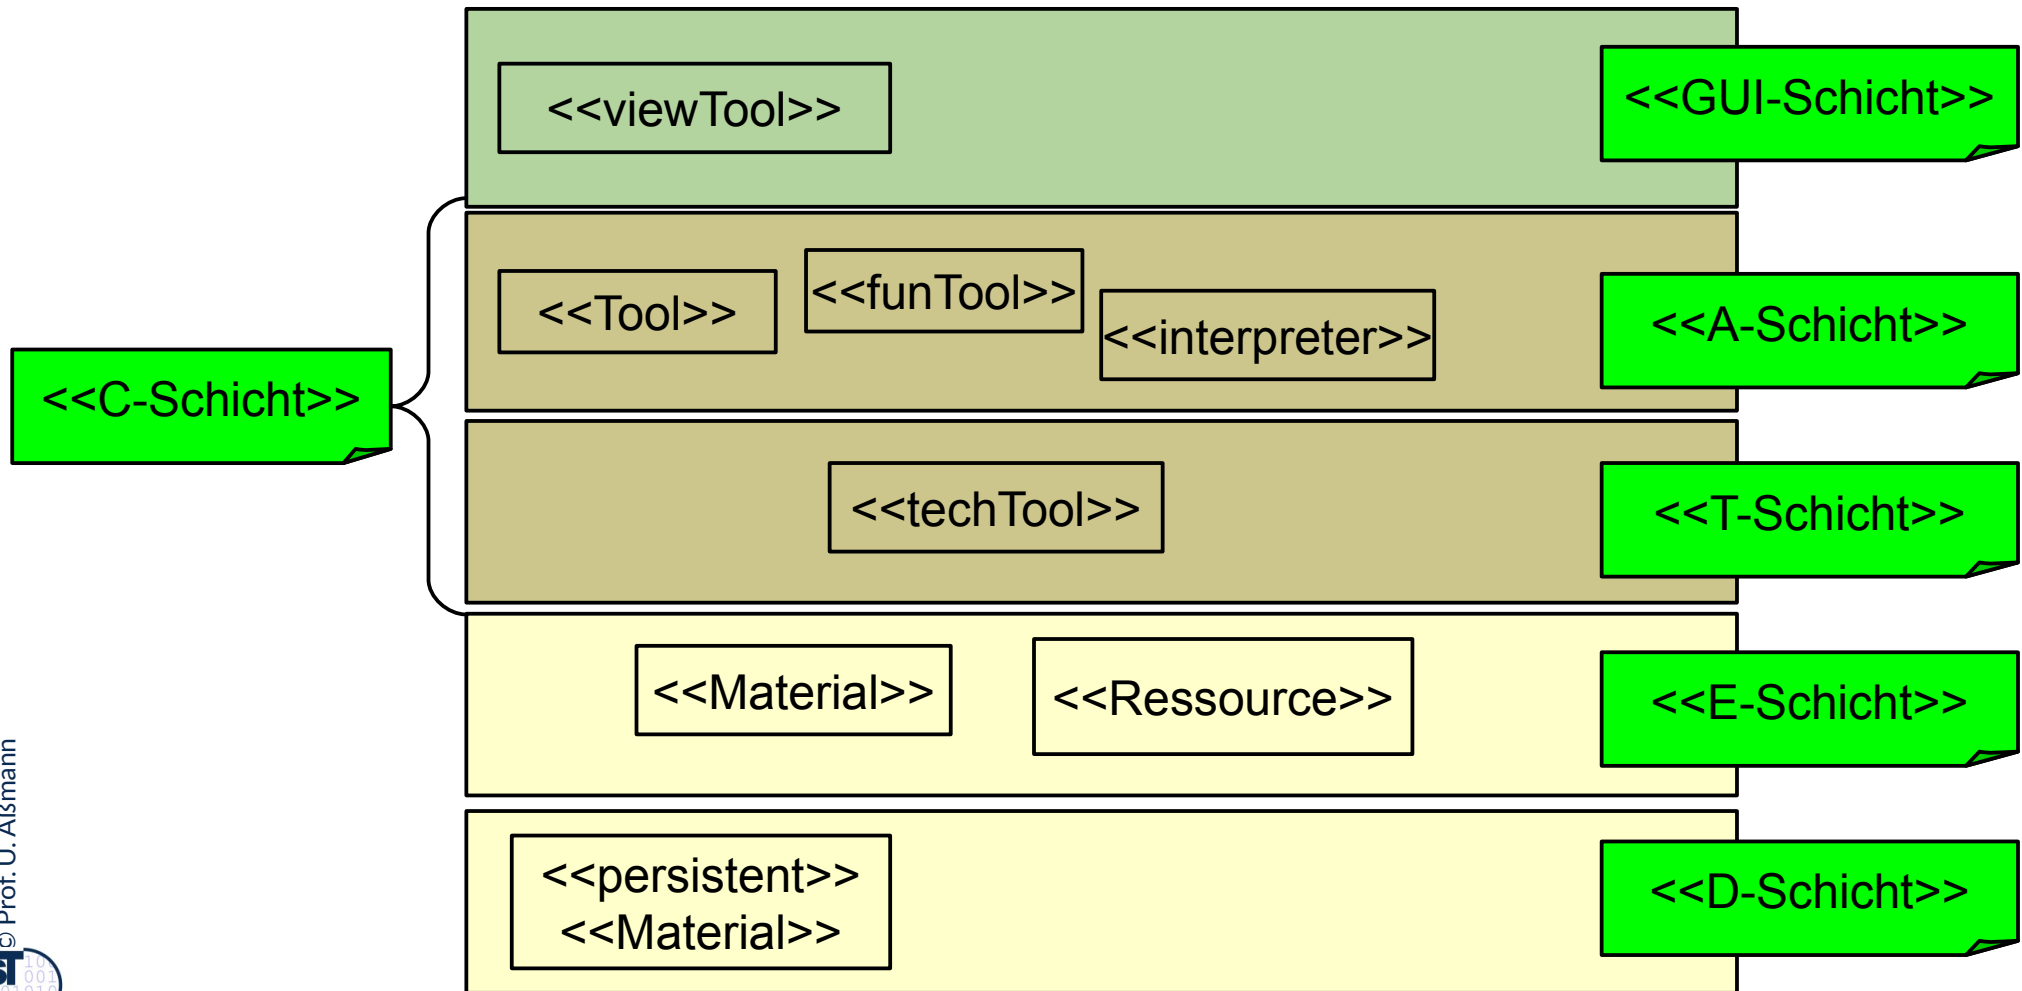 <<viewTool>>
<<GUI-Schicht>>
<<Tool>>
<<funTool>>
<<interpreter>>
<<A-Schicht>>
<<C-Schicht>>
<<techTool>>
<<T-Schicht>>
<<Material>>
<<Ressource>>
<<E-Schicht>>
<<persistent>>
<<Material>>
<<D-Schicht>>
© Prof. U. Aßmann